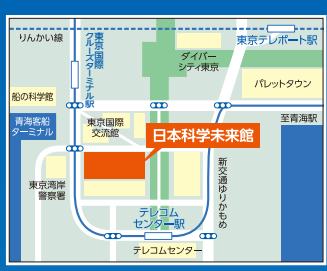 りんかい線
東京国際
クルーズターミナル駅
ダイバー
シティ東京
東京テレポート駅
パレットタウン
船の科学館
青海客船
ターミナル
東京国際
交流館
至青海駅
日本科学未来館
東京湾岸
警察署
新交通ゆりかもめ
テレコム
センター駅
テレコムセンター